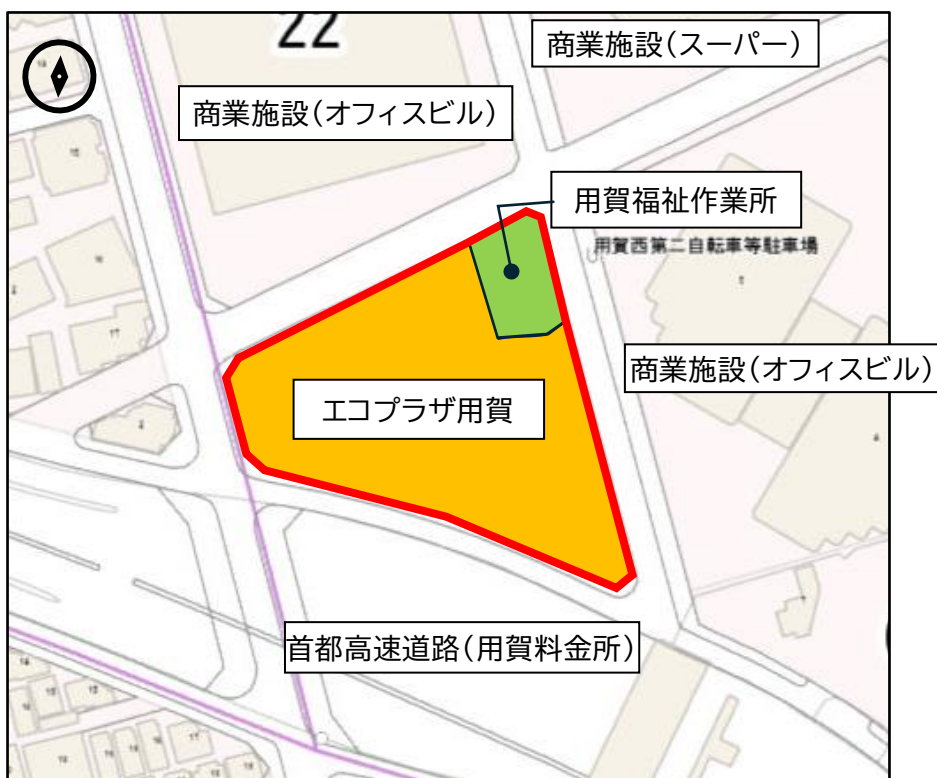 22
商業施設(スーパー)
商業施設(オフィスビル)
用賀福祉作業所
用賀西第二自転車等駐車場
商業施設(オフィスビル)
エコプラザ用賀
首都高速道路(用賀料金所)